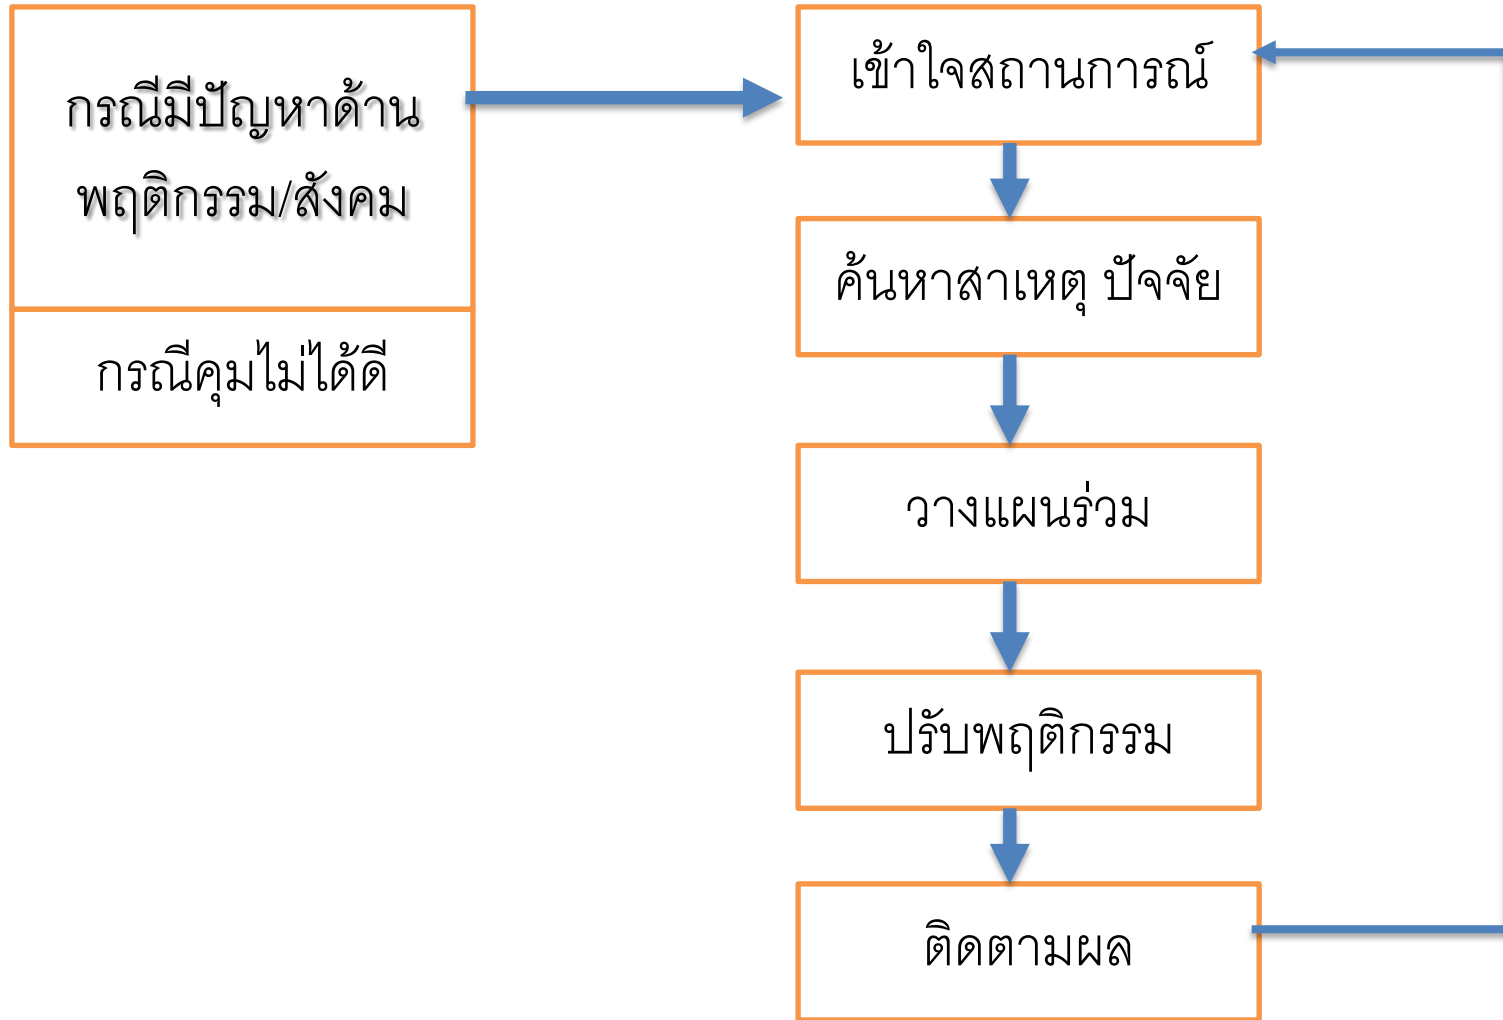 กรณีมีปัญหาด้าน
พฤติกรรม/สังคม
กรณีคุมไม่ได้ดี
เข้าใจสถานการณ์
ค้นหาสาเหตุ ปัจจัย
วางแผนร่วม
ปรับพฤติกรรม
ติดตามผล